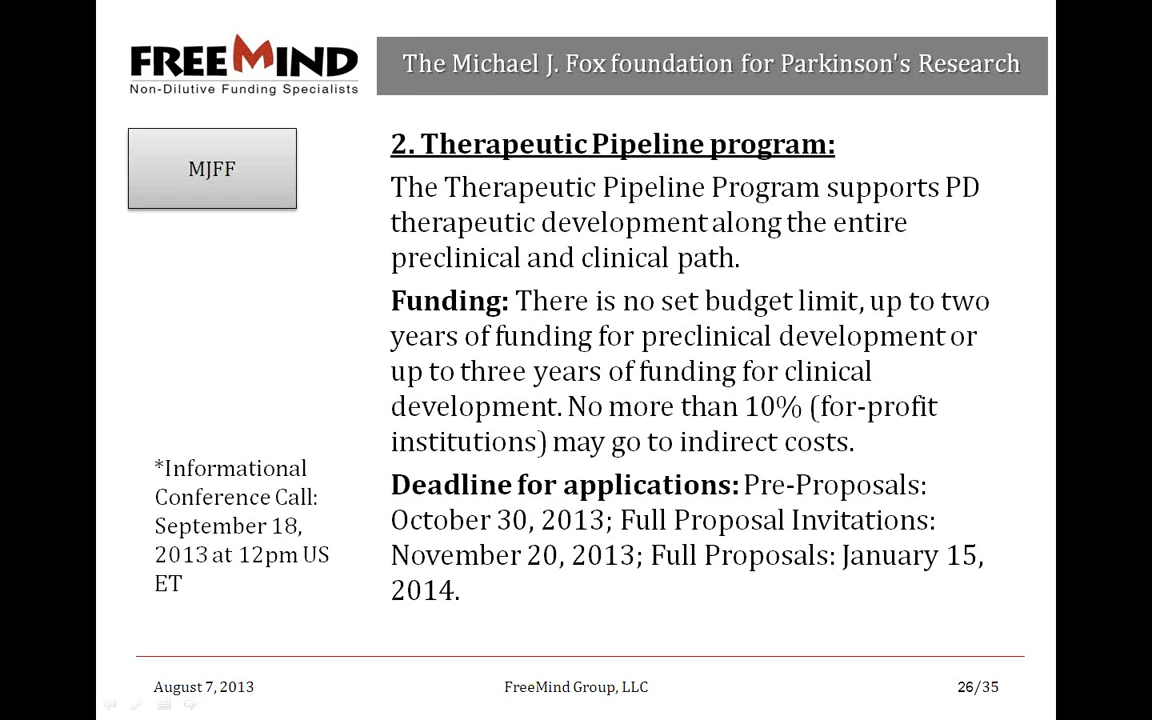 FREEMIND
Non-Dilutive Funding Specialists
The Michael J. Fox foundation for Parkinson's Research
MJFF
2. Therapeutic Pipeline program:
The Therapeutic Pipeline Program supports PD
therapeutic development along the entire
preclinical and clinical path.
Funding: There is no set budget limit, up to two
years of funding for preclinical development or
up to three years of funding for clinical
development. No more than 10% (for-profit
institutions) may go to indirect costs.
Deadline for applications: Pre-Proposals:
October 30, 2013; Full Proposal Invitations:
November 20, 2013; Full Proposals: January 15,
2014.
*Informational
Conference Call:
September 18,
2013 at 12pm US
ET
August 7, 2013
FreeMind Group, LLC
26/35